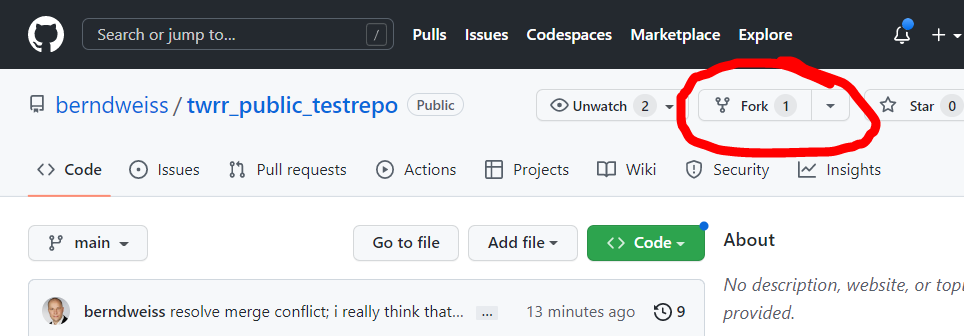 Search or jump to... / Pulls Issues Codespaces Marketplace Explore
berndweiss / twrr_public_testrepo Public Unwatch 2 Fork 1 Star 0
Code Issues Pull requests Actions Projects Wiki Security Insights
main Go to file Add file Code About
No description, website, or topi
provided.
berndweiss resolve merge conflict; i really think that... ... 13 minutes ago 9